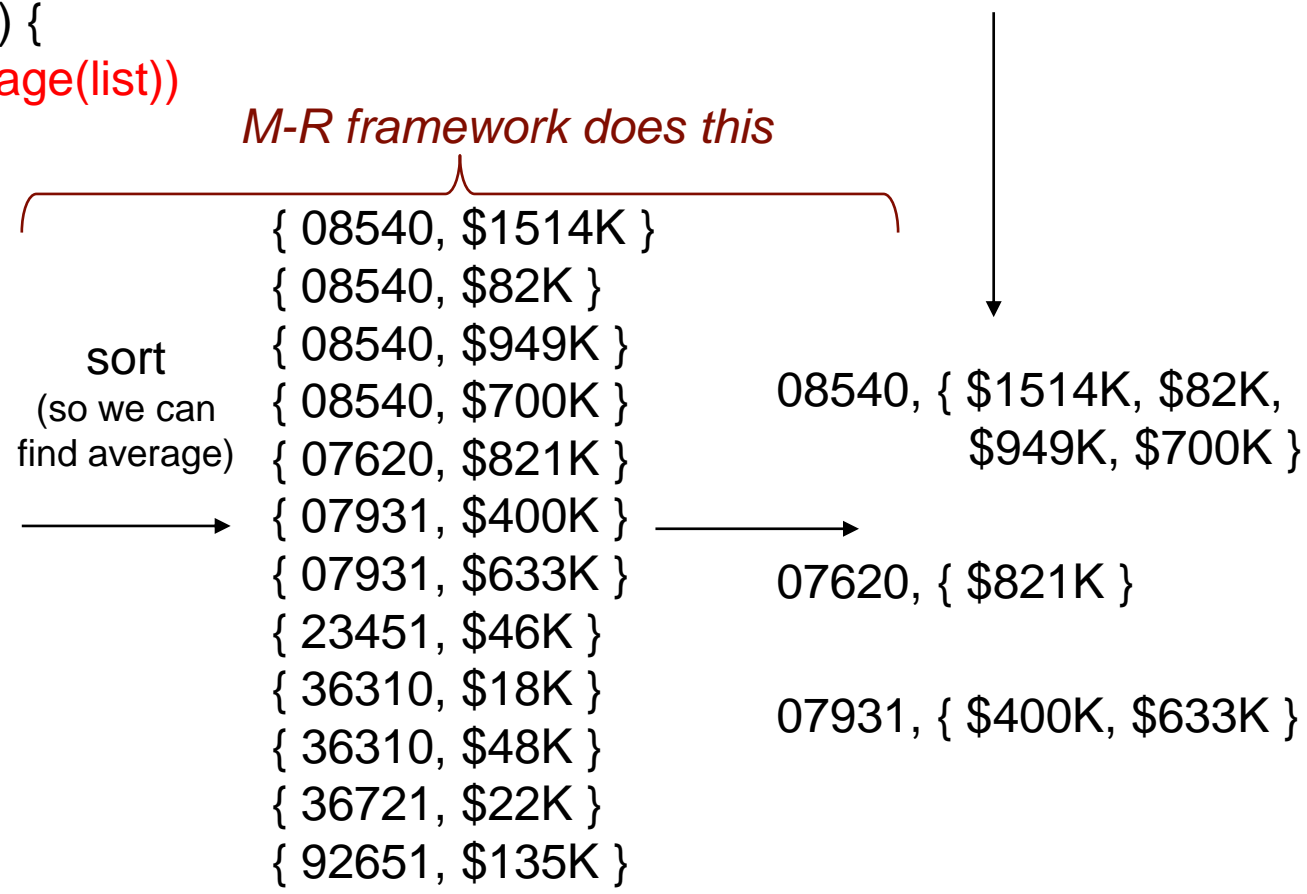 ) {
age(list))
M-R framework does this
sort
(so we can
find average)
{ 08540, $1514K }
{ 08540, $82K }
{ 08540, $949K }
{ 08540, $700K }
{ 07620, $821K }
{ 07931, $400K }
{ 07931, $633K }
{ 23451, $46K }
{ 36310, $18K }
{ 36310, $48K }
{ 36721, $22K }
{ 92651, $135K }
08540, { $1514K, $82K,
$949K, $700K }
07620, { $821K }
07931, { $400K, $633K }